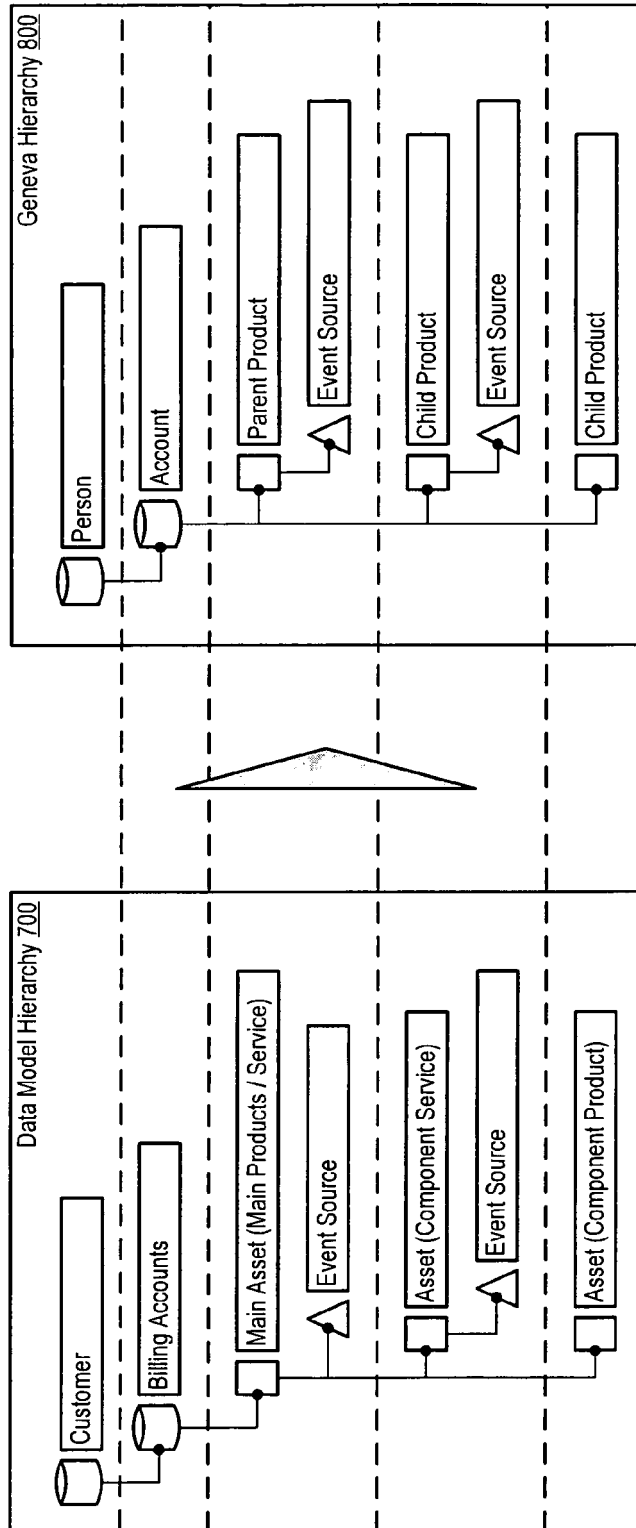 Data Model Hierarchy 700
Customer
Billing Accounts
Main Asset (Main Products / Service)
Event Source
Asset (Component Service)
Event Source
Asset (Component Product)
Geneva Hierarchy 800
Person
Account
Parent Product
Event Source
Child Product
Event Source
Child Product